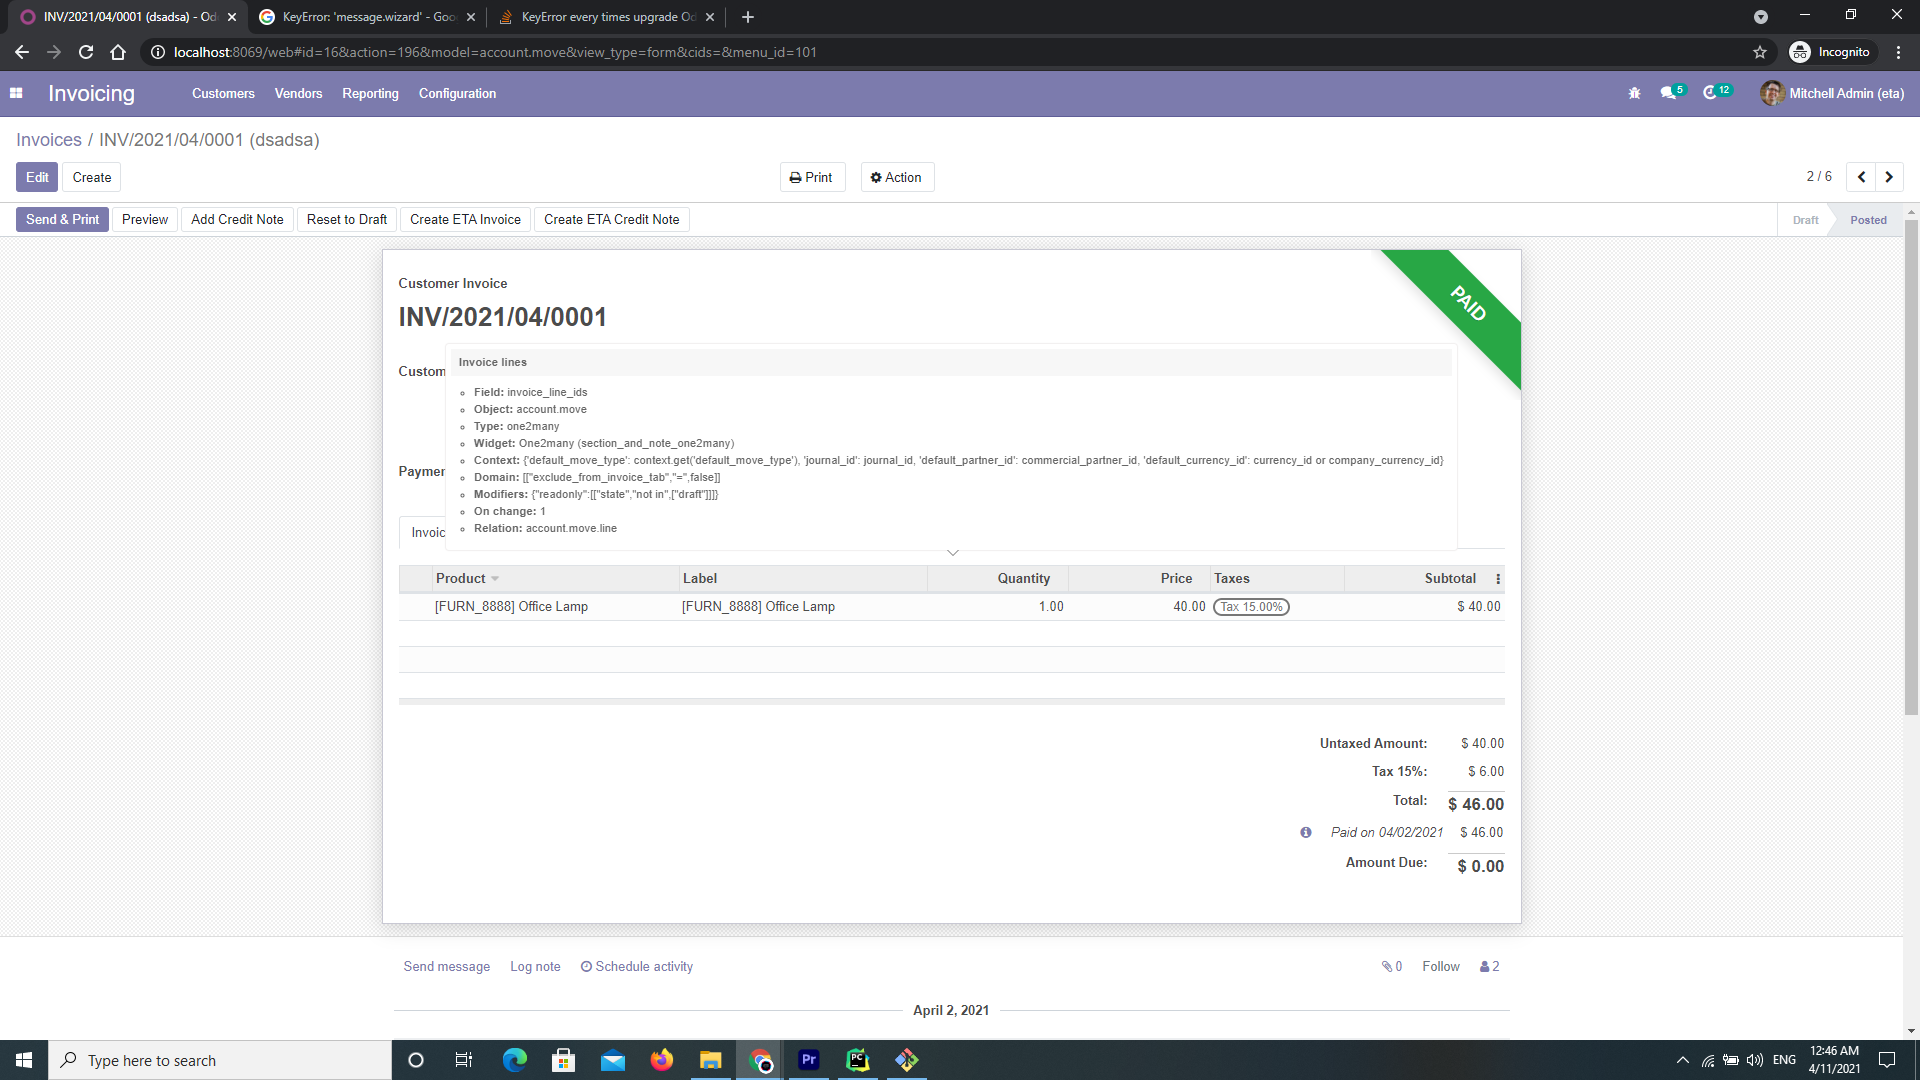 INV/2021/04/0001 (dsadsa) - Od
KeyError: 'message.wizard' - Goo
KeyError every times upgrade Od
localhost:8069/web#id=16&action=196&model=account.move&view_type=form&cids=&menu_id=101
Incognito
Invoicing
Customers
Vendors
Reporting
Configuration
5
12
Mitchell Admin (eta)
Invoices / INV/2021/04/0001 (dsadsa)
Edit
Create
Print
Action
2 / 6
Send & Print
Preview
Add Credit Note
Reset to Draft
Create ETA Invoice
Create ETA Credit Note
Draft
Posted
Customer Invoice
INV/2021/04/0001
PAID
Custom
Paymer
Invoic
Invoice lines
Field: invoice_line_ids
Object: account.move
Type: one2many
Widget: One2many (section_and_note_one2many)
Context: {'default_move_type': context.get('default_move_type'), 'journal_id': journal_id, 'default_partner_id': commercial_partner_id, 'default_currency_id': currency_id or company_currency_id}
Domain: [["exclude_from_invoice_tab","=",false]]
Modifiers: {"readonly":[["state","not in",["draft"]]]}
On change: 1
Relation: account.move.line
Product
Label
Quantity
Price
Taxes
Subtotal
[FURN_8888] Office Lamp
[FURN_8888] Office Lamp
1.00
40.00
Tax 15.00%
$ 40.00
Untaxed Amount: $ 40.00
Tax 15%: $ 6.00
Total: $ 46.00
Paid on 04/02/2021 $ 46.00
Amount Due: $ 0.00
Send message
Log note
Schedule activity
0
Follow
2
April 2, 2021
Type here to search
Pr
PC
ENG
12:46 AM
4/11/2021